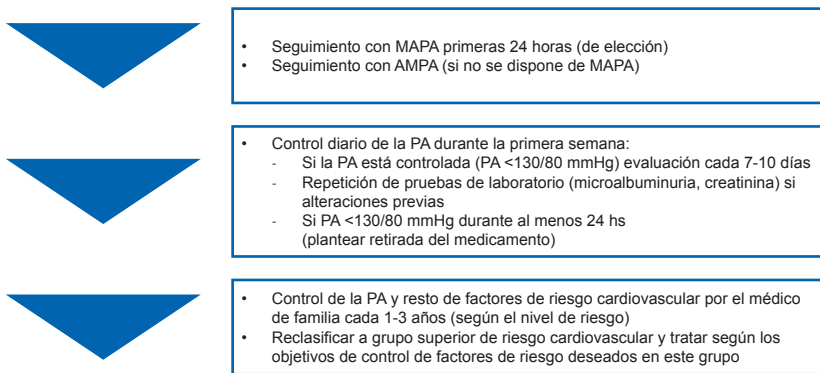 • Seguimiento con MAPA primeras 24 horas (de elección)
• Seguimiento con AMPA (si no se dispone de MAPA)
• Control diario de la PA durante la primera semana:
- Si la PA está controlada (PA <130/80 mmHg) evaluación cada 7-10 días
- Repetición de pruebas de laboratorio (microalbuminuria, creatinina) si
alteraciones previas
- Si PA <130/80 mmHg durante al menos 24 hs
(plantear retirada del medicamento)
• Control de la PA y resto de factores de riesgo cardiovascular por el médico
de familia cada 1-3 años (según el nivel de riesgo)
• Reclasificar a grupo superior de riesgo cardiovascular y tratar según los
objetivos de control de factores de riesgo deseados en este grupo